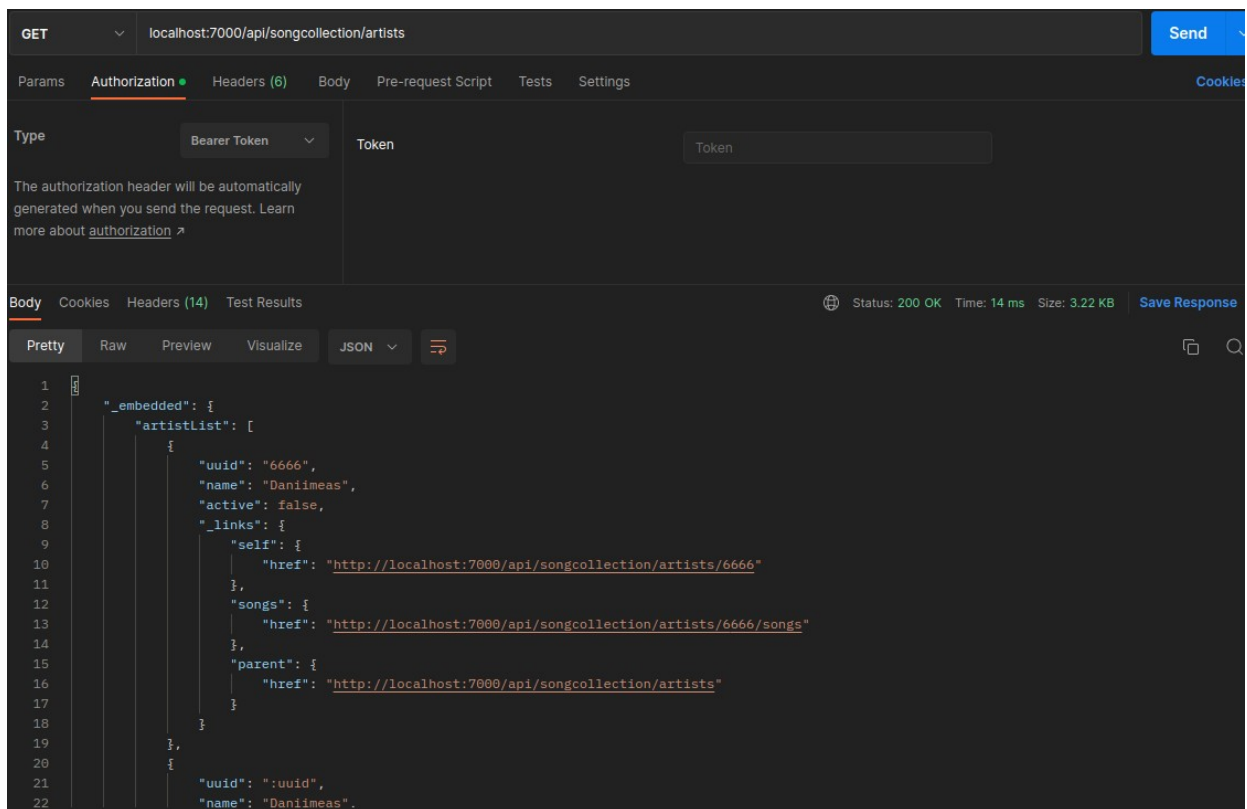 GET localhost:7000/api/songcollection/artists Send
Params Authorization Headers (6) Body Pre-request Script Tests Settings Cookies
Type Bearer Token Token Token
The authorization header will be automatically
generated when you send the request. Learn
more about authorization ↗
Body Cookies Headers (14) Test Results Status: 200 OK Time: 14 ms Size: 3.22 KB Save Response
Pretty Raw Preview Visualize JSON
1 {
2 "_embedded": {
3 "artistList": [
4 {
5 "uuid": "6666",
6 "name": "Daniimeas",
7 "active": false,
8 "_links": {
9 "self": {
10 "href": "http://localhost:7000/api/songcollection/artists/6666"
11 },
12 "songs": {
13 "href": "http://localhost:7000/api/songcollection/artists/6666/songs"
14 },
15 "parent": {
16 "href": "http://localhost:7000/api/songcollection/artists"
17 }
18 }
19 },
20 {
21 "uuid": ":uuid",
22 "name": "Daniimeas",